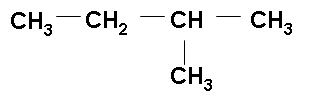 CH₃ — CH₂ — CH — CH₃
CH₃